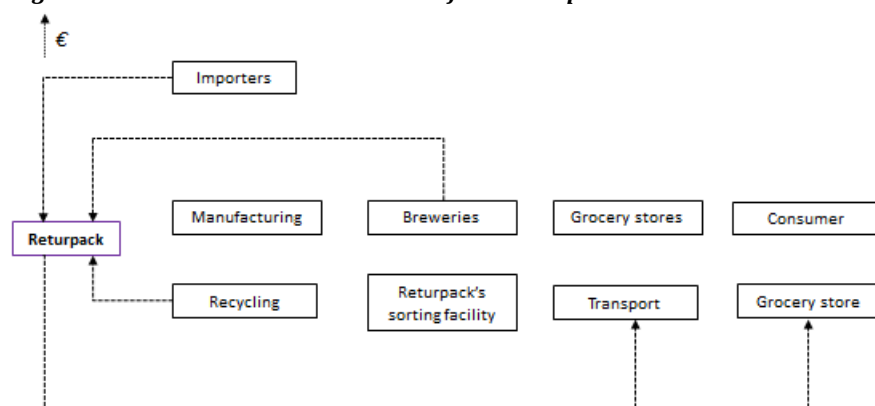 €
Importers
Manufacturing
Breweries
Grocery stores
Consumer
Returpack
Recycling
Returpack's
sorting facility
Transport
Grocery store